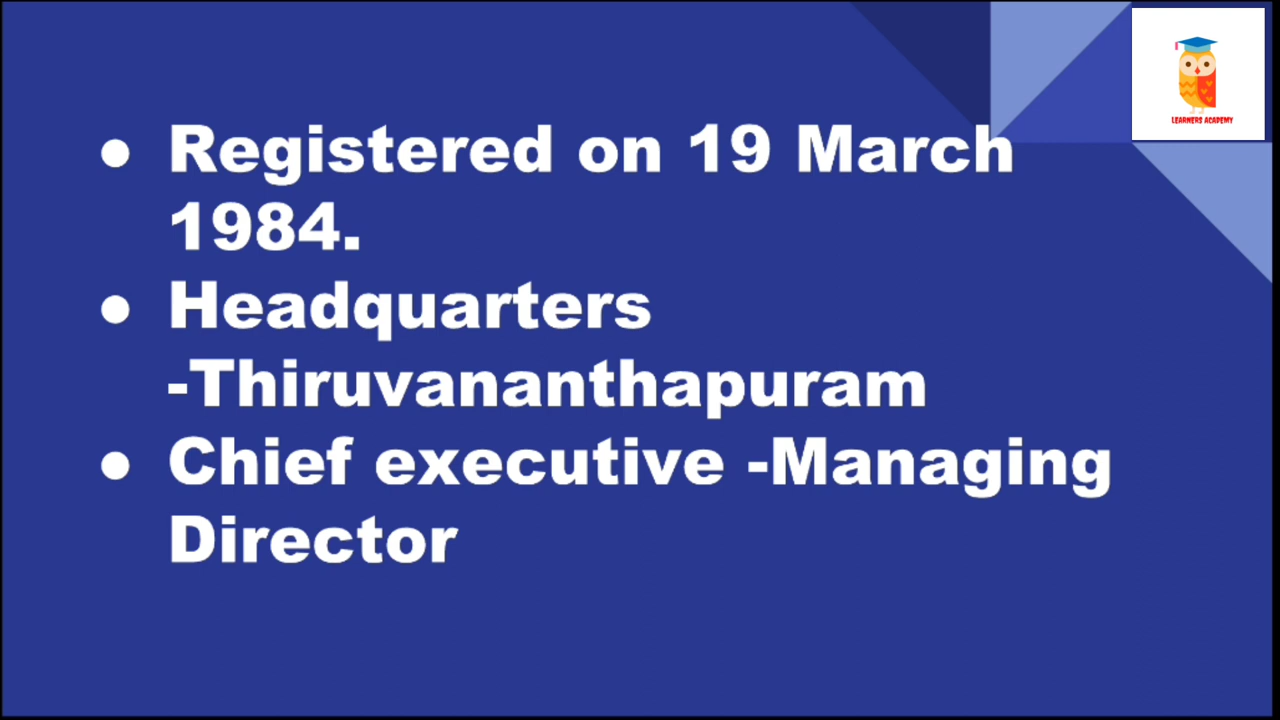 ● Registered on 19 March
1984.
● Headquarters
-Thiruvananthapuram
● Chief executive -Managing
Director
LEARNERS ACADEMY